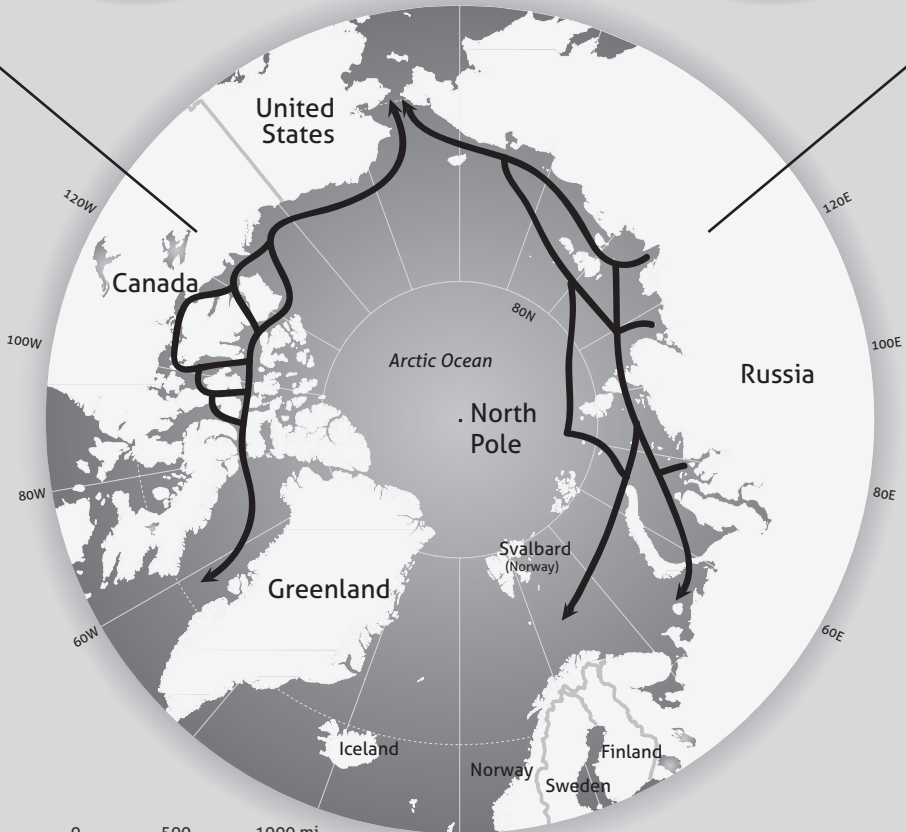 United
States
120W
120E
Canada
80N
100W
100E
Arctic Ocean
Russia
North
Pole
80W
80E
Svalbard
(Norway)
Greenland
60W
60E
Iceland
Finland
Norway
Sweden
0 500 1000 mi